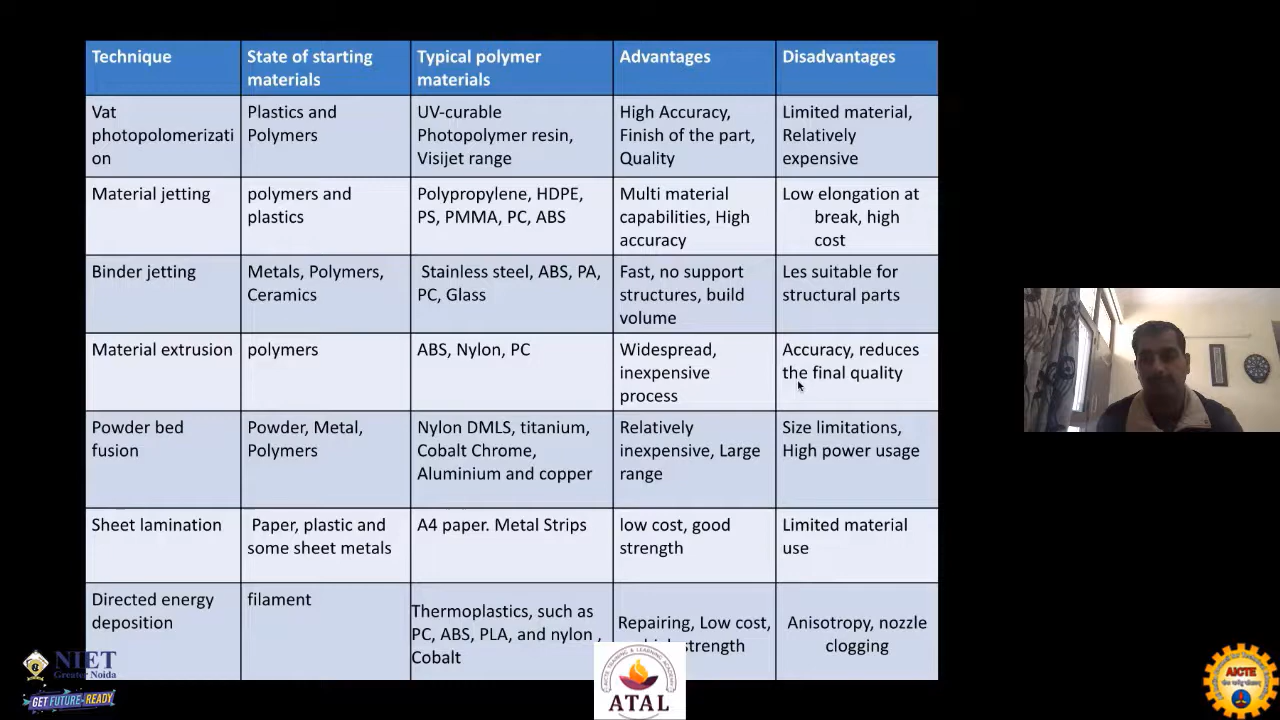 Technique
State of starting
materials
Typical polymer
materials
Advantages
Disadvantages
Vat
photopolomerizati
on
Plastics and
Polymers
UV-curable
Photopolymer resin,
Visijet range
High Accuracy,
Finish of the part,
Quality
Limited material,
Relatively
expensive
Material jetting
polymers and
plastics
Polypropylene, HDPE,
PS, PMMA, PC, ABS
Multi material
capabilities, High
accuracy
Low elongation at
break, high
cost
Binder jetting
Metals, Polymers,
Ceramics
Stainless steel, ABS, PA,
PC, Glass
Fast, no support
structures, build
volume
Les suitable for
structural parts
Material extrusion
polymers
ABS, Nylon, PC
Widespread,
inexpensive
process
Accuracy, reduces
the final quality
Powder bed
fusion
Powder, Metal,
Polymers
Nylon DMLS, titanium,
Cobalt Chrome,
Aluminium and copper
Relatively
inexpensive, Large
range
Size limitations,
High power usage
Sheet lamination
Paper, plastic and
some sheet metals
A4 paper. Metal Strips
low cost, good
strength
Limited material
use
Directed energy
deposition
filament
Thermoplastics, such as
PC, ABS, PLA, and nylon ,
Cobalt
Repairing, Low cost,
strength
Anisotropy, nozzle
clogging
NIET
Greater Noida
GET FUTURE-READY
AICTE TRAINING & LEARNING ACADEMY
ATAL
AICTE